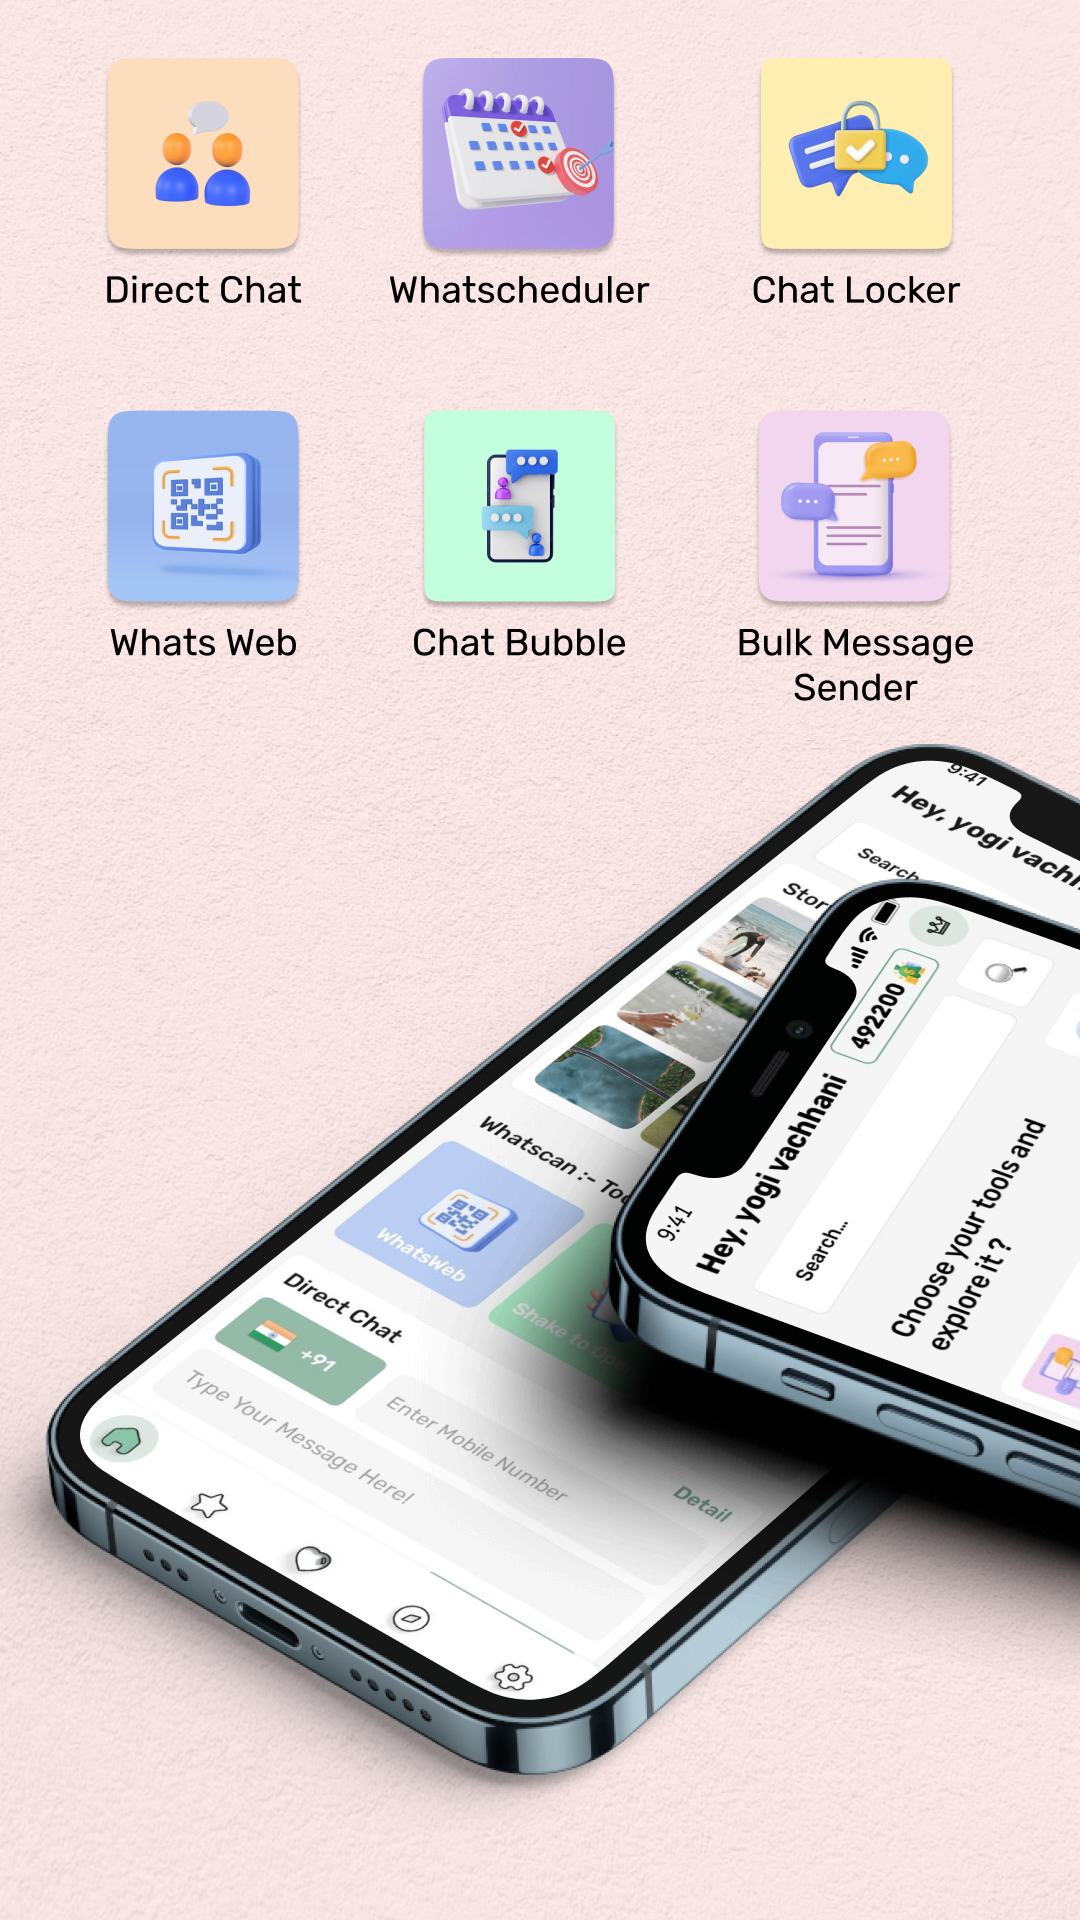 Direct Chat
Whatscheduler
Chat Locker
Whats Web
Chat Bubble
Bulk Message
Sender
9:41
Hey, yogi vachh
Search
Stor
Whatscan :- Too
WhatsWeb
Shake to Open
Direct Chat
+91
Enter Mobile Number
Type Your Message Here!
Detail
9:41
Hey, yogi vachhani
492200
Search...
Choose your tools and
explore it ?